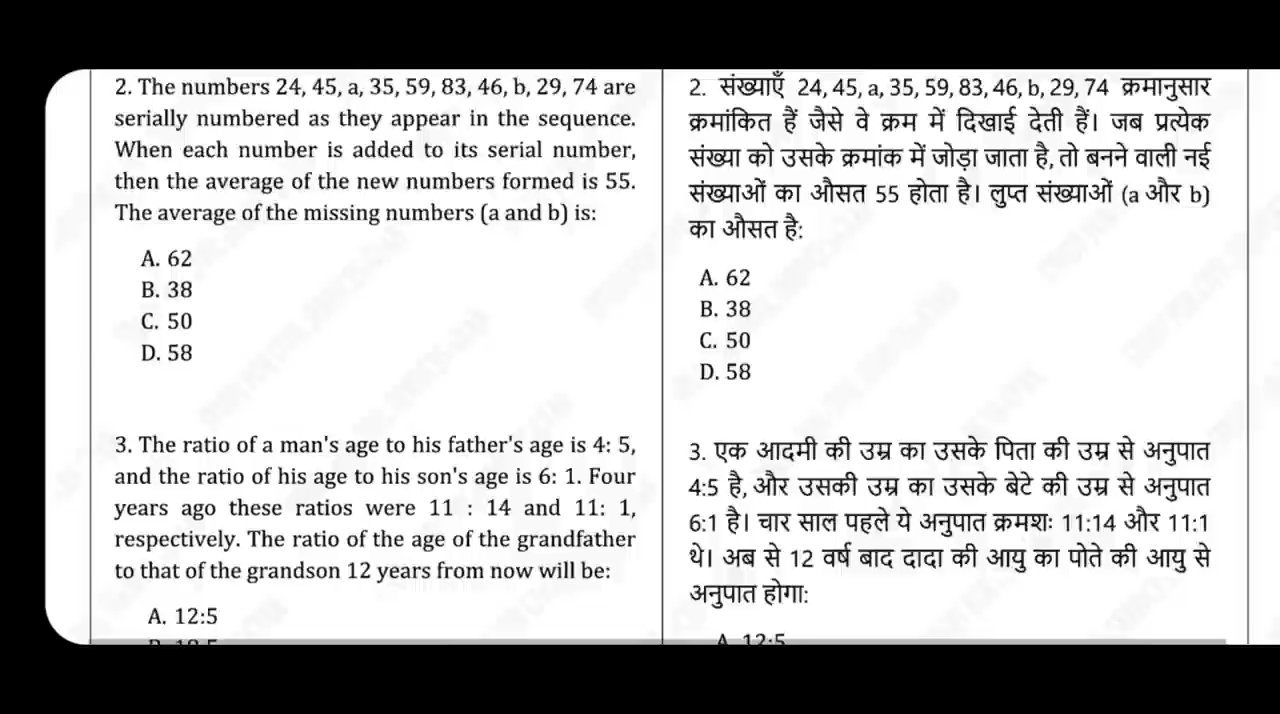 2. The numbers 24, 45, a, 35, 59, 83, 46, b, 29, 74 are
serially numbered as they appear in the sequence.
When each number is added to its serial number,
then the average of the new numbers formed is 55.
The average of the missing numbers (a and b) is:
A. 62
B. 38
C. 50
D. 58
3. The ratio of a man's age to his father's age is 4: 5,
and the ratio of his age to his son's age is 6: 1. Four
years ago these ratios were 11 : 14 and 11: 1,
respectively. The ratio of the age of the grandfather
to that of the grandson 12 years from now will be:
A. 12:5
2. संख्याएँ 24, 45, a, 35, 59, 83, 46, b, 29, 74 क्रमानुसार
क्रमांकित हैं जैसे वे क्रम में दिखाई देती हैं। जब प्रत्येक
संख्या को उसके क्रमांक में जोड़ा जाता है, तो बनने वाली नई
संख्याओं का औसत 55 होता है। लुप्त संख्याओं (a और b)
का औसत है:
A. 62
B. 38
C. 50
D. 58
3. एक आदमी की उम्र का उसके पिता की उम्र से अनुपात
4:5 है, और उसकी उम्र का उसके बेटे की उम्र से अनुपात
6:1 है। चार साल पहले ये अनुपात क्रमशः 11:14 और 11:1
थे। अब से 12 वर्ष बाद दादा की आयु का पोते की आयु से
अनुपात होगा:
A. 12:5